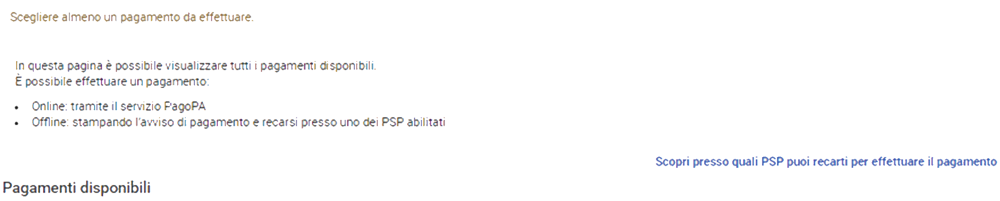 Scegliere almeno un pagamento da effettuare.
In questa pagina è possibile visualizzare tutti i pagamenti disponibili.
È possibile effettuare un pagamento:
• Online: tramite il servizio PagoPA
• Offline: stampando l'avviso di pagamento e recarsi presso uno dei PSP abilitati
Scopri presso quali PSP puoi recarti per effettuare il pagamento
Pagamenti disponibili